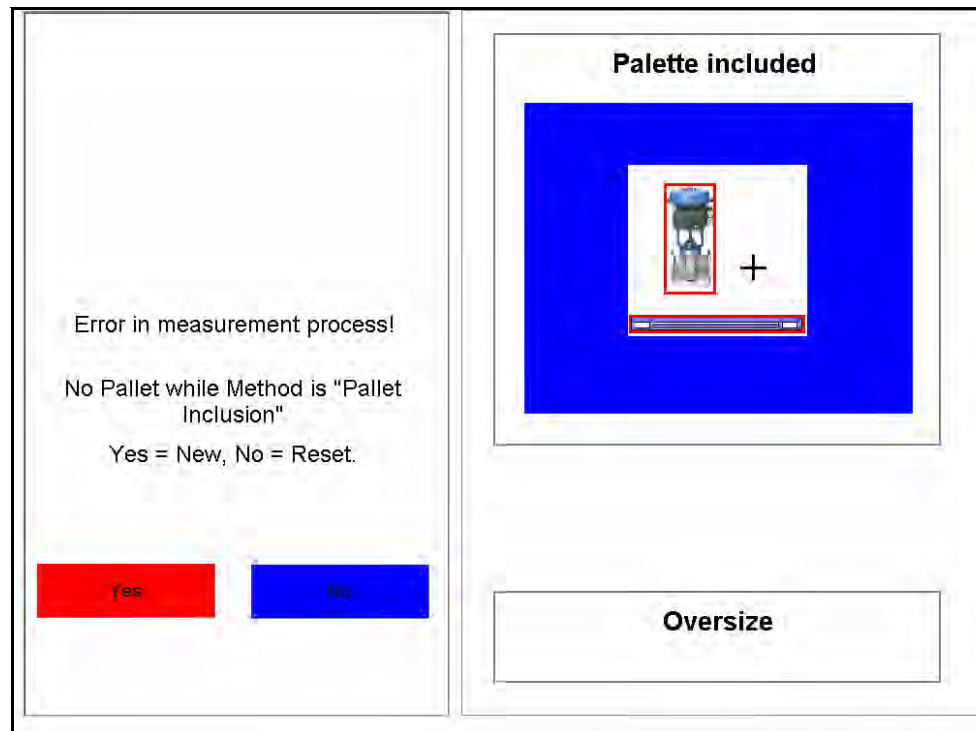 Error in measurement process!
No Pallet while Method is "Pallet
Inclusion"
Yes = New, No = Reset.
Yes
No
Palette included
Oversize